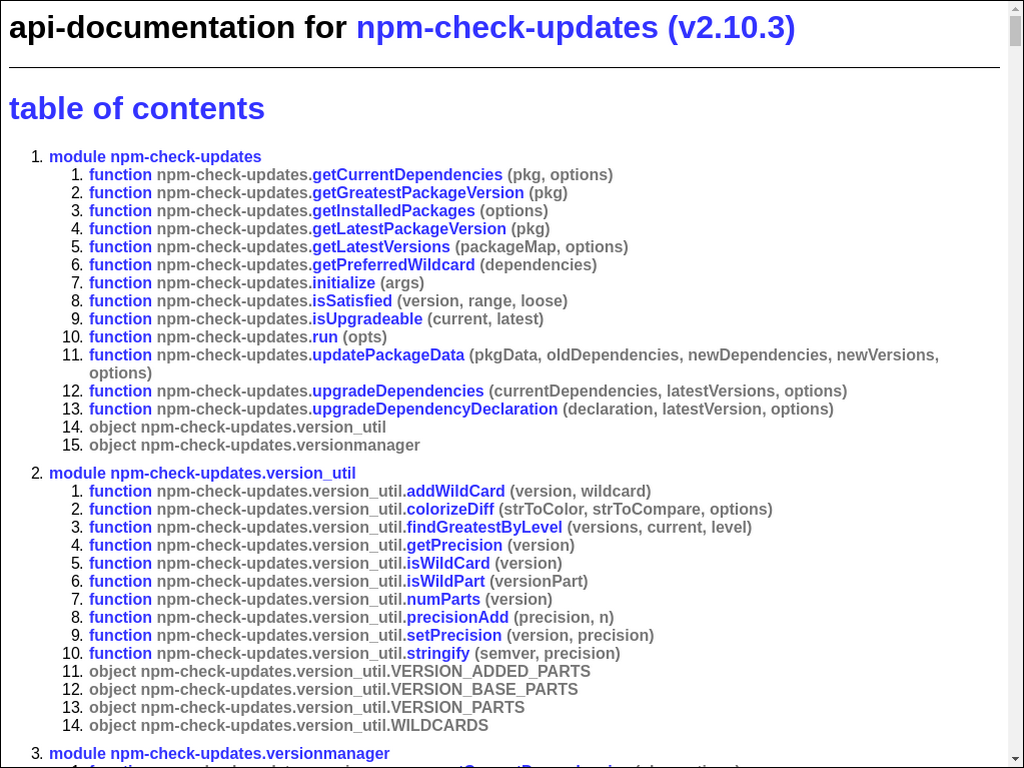 api-documentation for npm-check-updates (v2.10.3)
table of contents
1. module npm-check-updates
1. function npm-check-updates.getCurrentDependencies (pkg, options)
2. function npm-check-updates.getGreatestPackageVersion (pkg)
3. function npm-check-updates.getInstalledPackages (options)
4. function npm-check-updates.getLatestPackageVersion (pkg)
5. function npm-check-updates.getLatestVersions (packageMap, options)
6. function npm-check-updates.getPreferredWildcard (dependencies)
7. function npm-check-updates.initialize (args)
8. function npm-check-updates.isSatisfied (version, range, loose)
9. function npm-check-updates.isUpgradeable (current, latest)
10. function npm-check-updates.run (opts)
11. function npm-check-updates.updatePackageData (pkgData, oldDependencies, newDependencies, newVersions,
options)
12. function npm-check-updates.upgradeDependencies (currentDependencies, latestVersions, options)
13. function npm-check-updates.upgradeDependencyDeclaration (declaration, latestVersion, options)
14. object npm-check-updates.version_util
15. object npm-check-updates.versionmanager
2. module npm-check-updates.version_util
1. function npm-check-updates.version_util.addWildCard (version, wildcard)
2. function npm-check-updates.version_util.colorizeDiff (strToColor, strToCompare, options)
3. function npm-check-updates.version_util.findGreatestByLevel (versions, current, level)
4. function npm-check-updates.version_util.getPrecision (version)
5. function npm-check-updates.version_util.isWildCard (version)
6. function npm-check-updates.version_util.isWildPart (versionPart)
7. function npm-check-updates.version_util.numParts (version)
8. function npm-check-updates.version_util.precisionAdd (precision, n)
9. function npm-check-updates.version_util.setPrecision (version, precision)
10. function npm-check-updates.version_util.stringify (semver, precision)
11. object npm-check-updates.version_util.VERSION_ADDED_PARTS
12. object npm-check-updates.version_util.VERSION_BASE_PARTS
13. object npm-check-updates.version_util.VERSION_PARTS
14. object npm-check-updates.version_util.WILDCARDS
3. module npm-check-updates.versionmanager